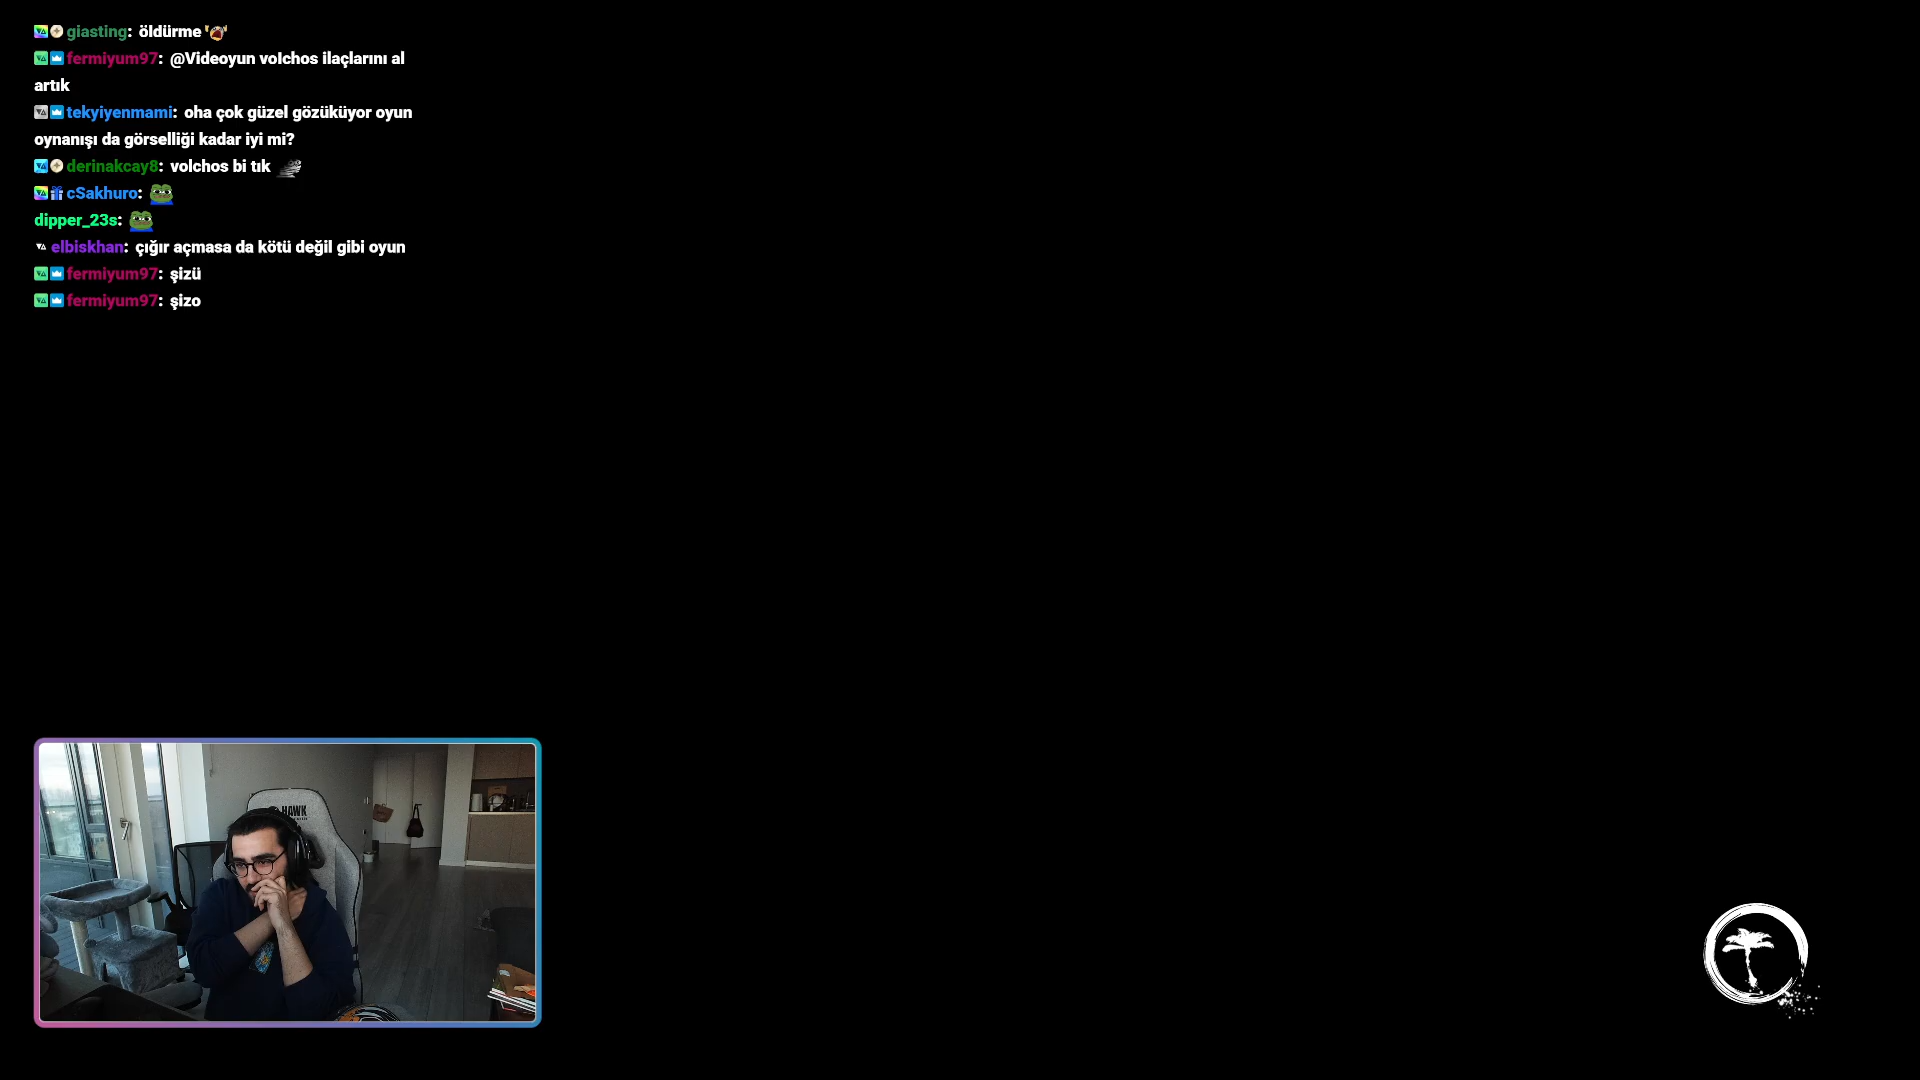 giasting: öldürme
fermiyum97: @Videoyun volchos ilaçlarını al
artık
tekyiyenmami: oha çok güzel gözüküyor oyun
oynanışı da görselliği kadar iyi mi?
derinakcay8: volchos bi tık
cSakhuro:
dipper_23s:
elbiskhan: çığır açmasa da kötü değil gibi oyun
fermiyum97: şizü
fermiyum97: şizo
HAWK